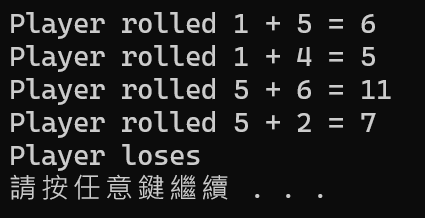 Player rolled 1 + 5 = 6
Player rolled 1 + 4 = 5
Player rolled 5 + 6 = 11
Player rolled 5 + 2 = 7
Player loses
請按任意鍵繼續 . . .